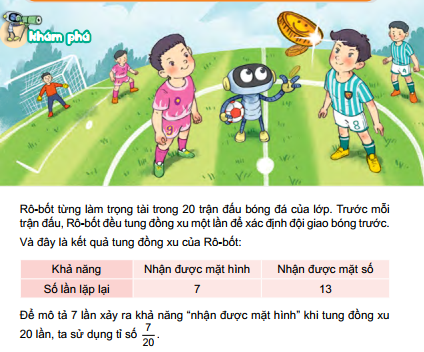 Khám phá
9
8
Rô-bốt từng làm trọng tài trong 20 trận đấu bóng đá của lớp. Trước mỗi
trận đấu, Rô-bốt đều tung đồng xu một lần để xác định đội giao bóng trước.
Và đây là kết quả tung đồng xu của Rô-bốt:
Khả năng Nhận được mặt hình Nhận được mặt số
Số lần lặp lại 7 13
Để mô tả 7 lần xảy ra khả năng “nhận được mặt hình” khi tung đồng xu
20 lần, ta sử dụng tỉ số 7/20.